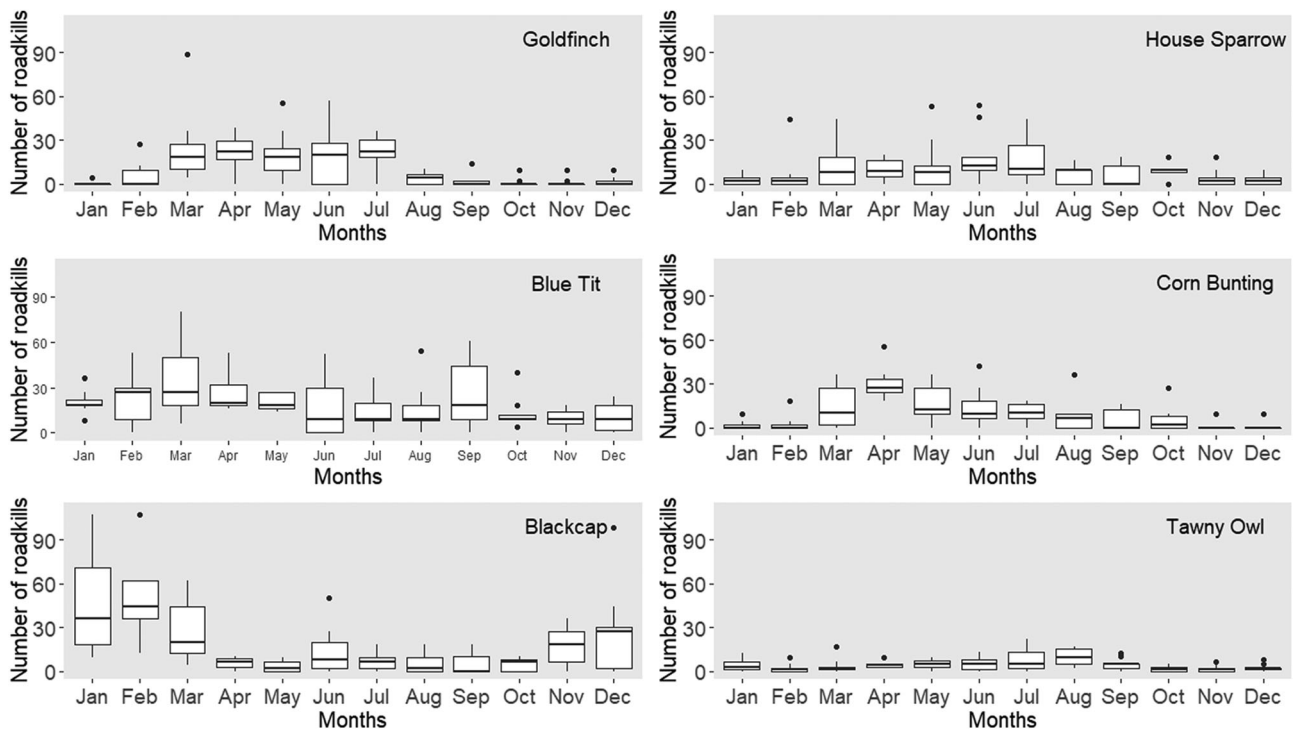 Goldfinch
Number of roadkills
90
60
30
0
Jan Feb Mar Apr May Jun Jul Aug Sep Oct Nov Dec
Months
House Sparrow
Number of roadkills
90
60
30
0
Jan Feb Mar Apr May Jun Jul Aug Sep Oct Nov Dec
Months
Blue Tit
Number of roadkills
90
60
30
0
Jan Feb Mar Apr May Jun Jul Aug Sep Oct Nov Dec
Months
Corn Bunting
Number of roadkills
90
60
30
0
Jan Feb Mar Apr May Jun Jul Aug Sep Oct Nov Dec
Months
Blackcap
Number of roadkills
90
60
30
0
Jan Feb Mar Apr May Jun Jul Aug Sep Oct Nov Dec
Months
Tawny Owl
Number of roadkills
90
60
30
0
Jan Feb Mar Apr May Jun Jul Aug Sep Oct Nov Dec
Months